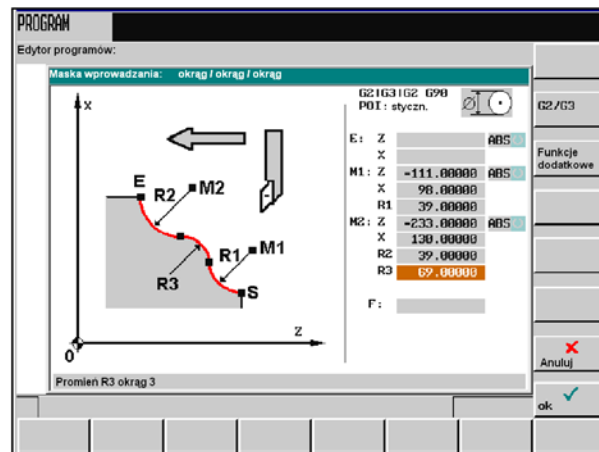 PROGRAM
Edytor programów:
Maska wprowadzania: okrąg / okrąg / okrąg
G2|G3|G2 G90
POI: styczn.
X
E
R2
M2
R1
M1
R3
S
Z
0
E: Z ABS
X
M1: Z -111.00000 ABS
X 98.00000
R1 39.00000
M2: Z -233.00000 ABS
X 130.00000
R2 39.00000
R3 69.00000
F:
Promień R3 okrąg 3
G2/G3
Funkcje
dodatkowe
Anuluj
ok